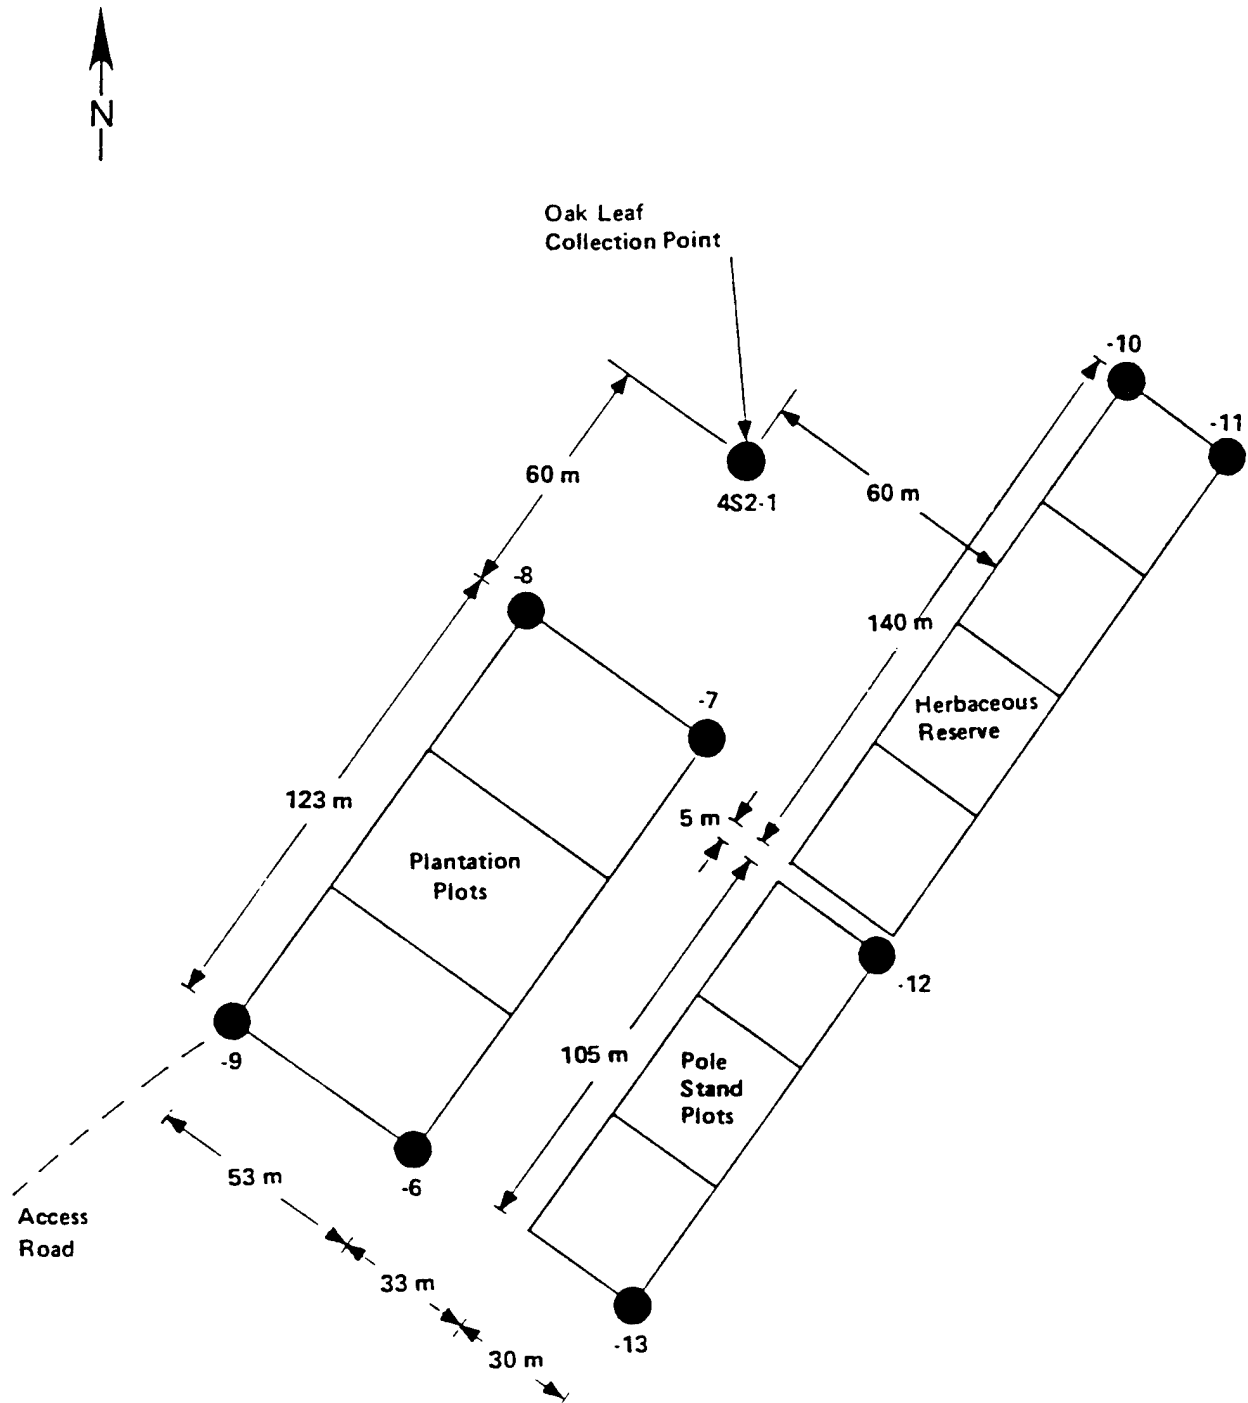 N
Oak Leaf
Collection Point
-10
-11
60 m
4S2-1
60 m
-8
140 m
-7
Herbaceous
Reserve
123 m
5 m
Plantation
Plots
-12
-9
105 m
Pole
Stand
Plots
53 m
-6
Access
Road
33 m
-13
30 m